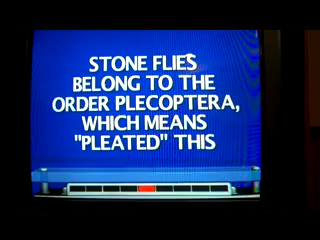 STONE FLIES
BELONG TO THE
ORDER PLECOPTERA,
WHICH MEANS
"PLEATED" THIS